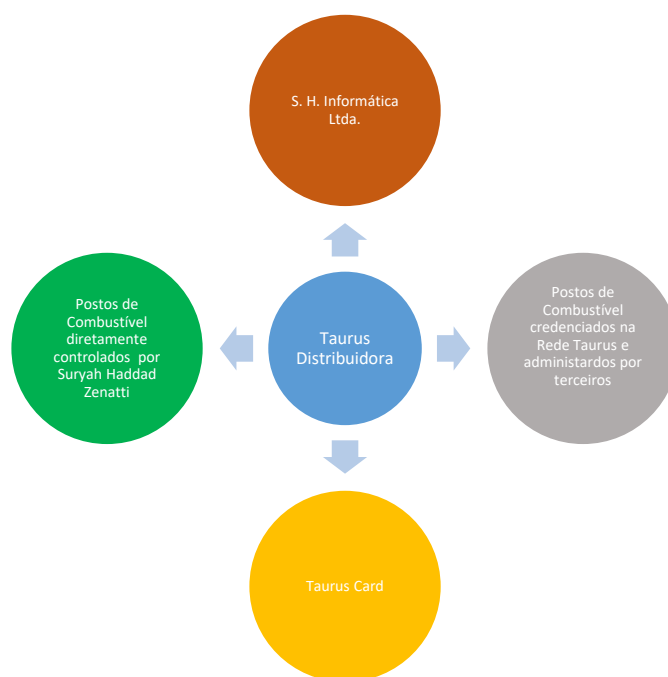 S. H. Informática
Ltda.
Postos de
Combustível
diretamente
controlados por
Suryah Haddad
Zenatti
Taurus
Distribuidora
Postos de
Combustível
credenciados na
Rede Taurus e
administardos por
terceiros
Taurus Card